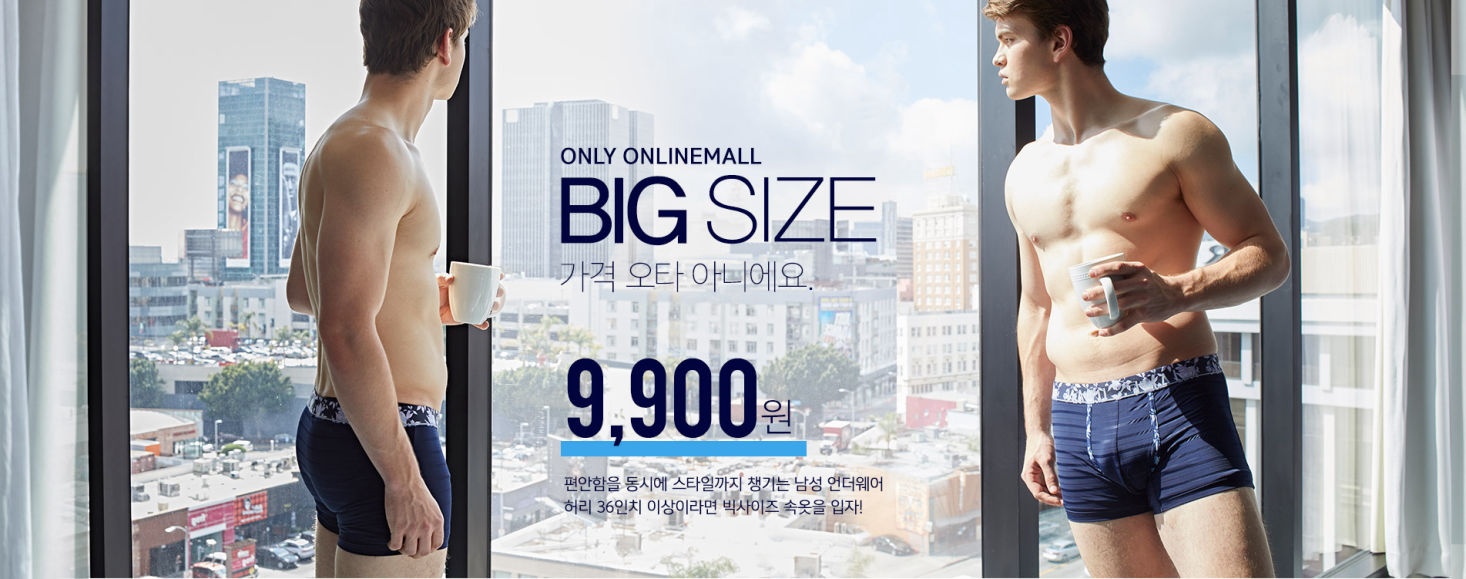 ONLY ONLINEMALL
BIG SIZE
가격 오타 아니에요.
9,900원
편안함을 동시에 스타일까지 챙기는 남성 언더웨어
허리 36인치 이상이라면 빅사이즈 속옷을 입자!